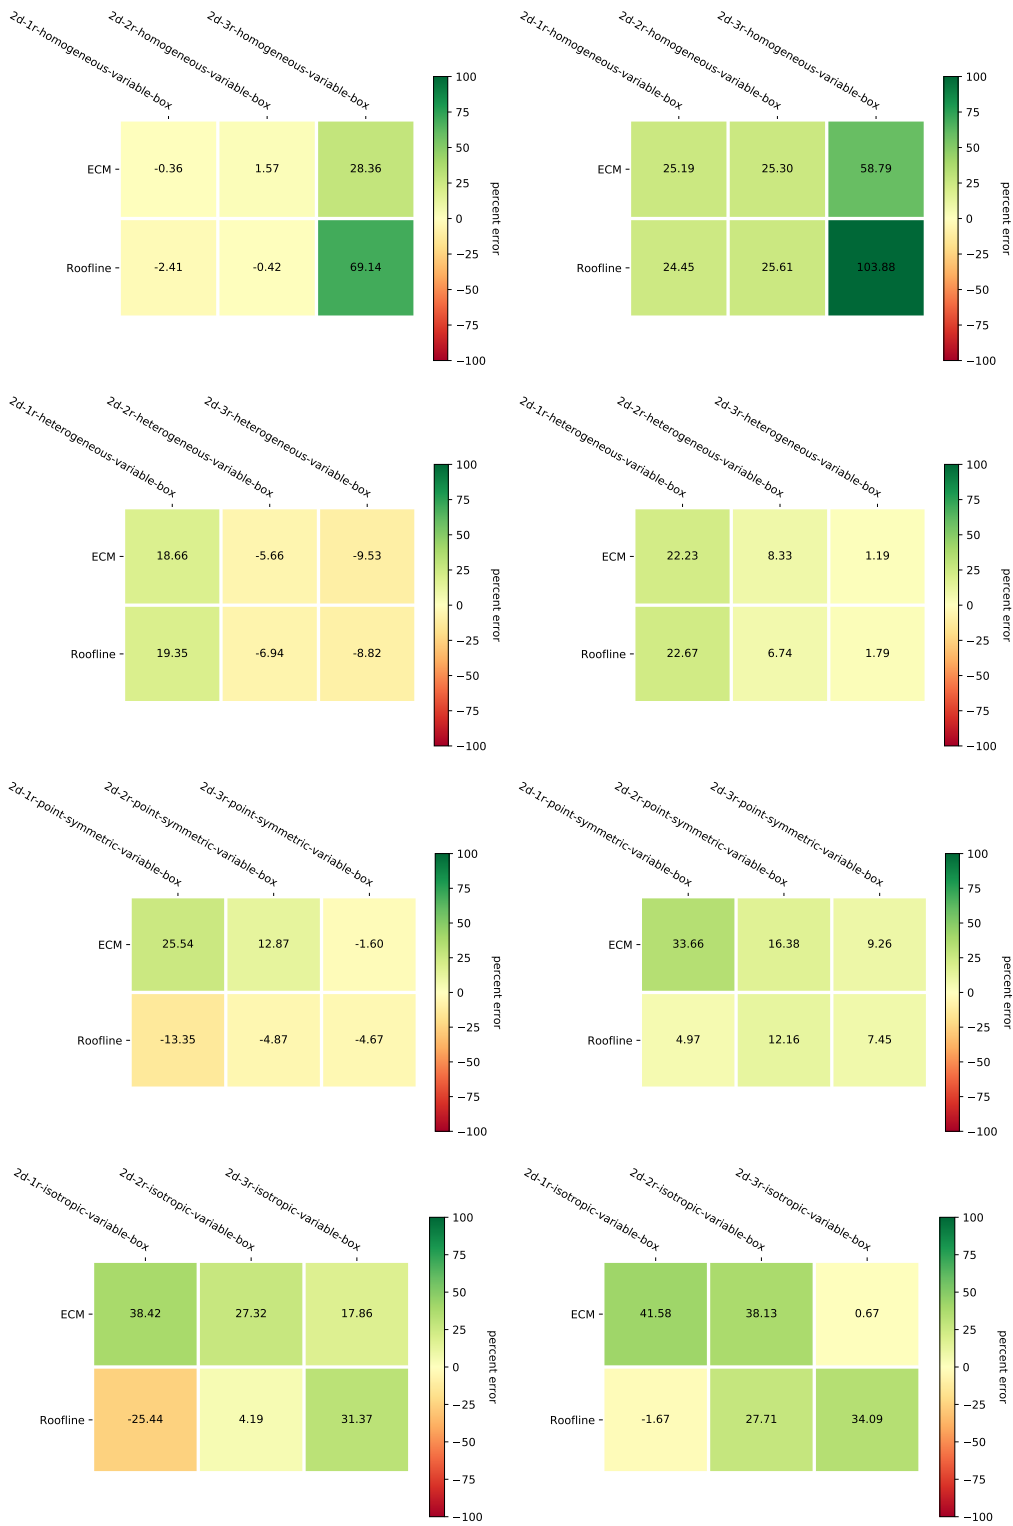 2d-1r-homogeneous-variable-box
2d-2r-homogeneous-variable-box
2d-3r-homogeneous-variable-box
ECM
-0.36 1.57 28.36
Roofline
-2.41 -0.42 69.14
100
75
50
25
0
−25
−50
−75
−100
percent error
2d-1r-homogeneous-variable-box
2d-2r-homogeneous-variable-box
2d-3r-homogeneous-variable-box
ECM
25.19 25.30 58.79
Roofline
24.45 25.61 103.88
100
75
50
25
0
−25
−50
−75
−100
percent error
2d-1r-heterogeneous-variable-box
2d-2r-heterogeneous-variable-box
2d-3r-heterogeneous-variable-box
ECM
18.66 -5.66 -9.53
Roofline
19.35 -6.94 -8.82
100
75
50
25
0
−25
−50
−75
−100
percent error
2d-1r-heterogeneous-variable-box
2d-2r-heterogeneous-variable-box
2d-3r-heterogeneous-variable-box
ECM
22.23 8.33 1.19
Roofline
22.67 6.74 1.79
100
75
50
25
0
−25
−50
−75
−100
percent error
2d-1r-point-symmetric-variable-box
2d-2r-point-symmetric-variable-box
2d-3r-point-symmetric-variable-box
ECM
25.54 12.87 -1.60
Roofline
-13.35 -4.87 -4.67
100
75
50
25
0
−25
−50
−75
−100
percent error
2d-1r-point-symmetric-variable-box
2d-2r-point-symmetric-variable-box
2d-3r-point-symmetric-variable-box
ECM
33.66 16.38 9.26
Roofline
4.97 12.16 7.45
100
75
50
25
0
−25
−50
−75
−100
percent error
2d-1r-isotropic-variable-box
2d-2r-isotropic-variable-box
2d-3r-isotropic-variable-box
ECM
38.42 27.32 17.86
Roofline
-25.44 4.19 31.37
100
75
50
25
0
−25
−50
−75
−100
percent error
2d-1r-isotropic-variable-box
2d-2r-isotropic-variable-box
2d-3r-isotropic-variable-box
ECM
41.58 38.13 0.67
Roofline
-1.67 27.71 34.09
100
75
50
25
0
−25
−50
−75
−100
percent error